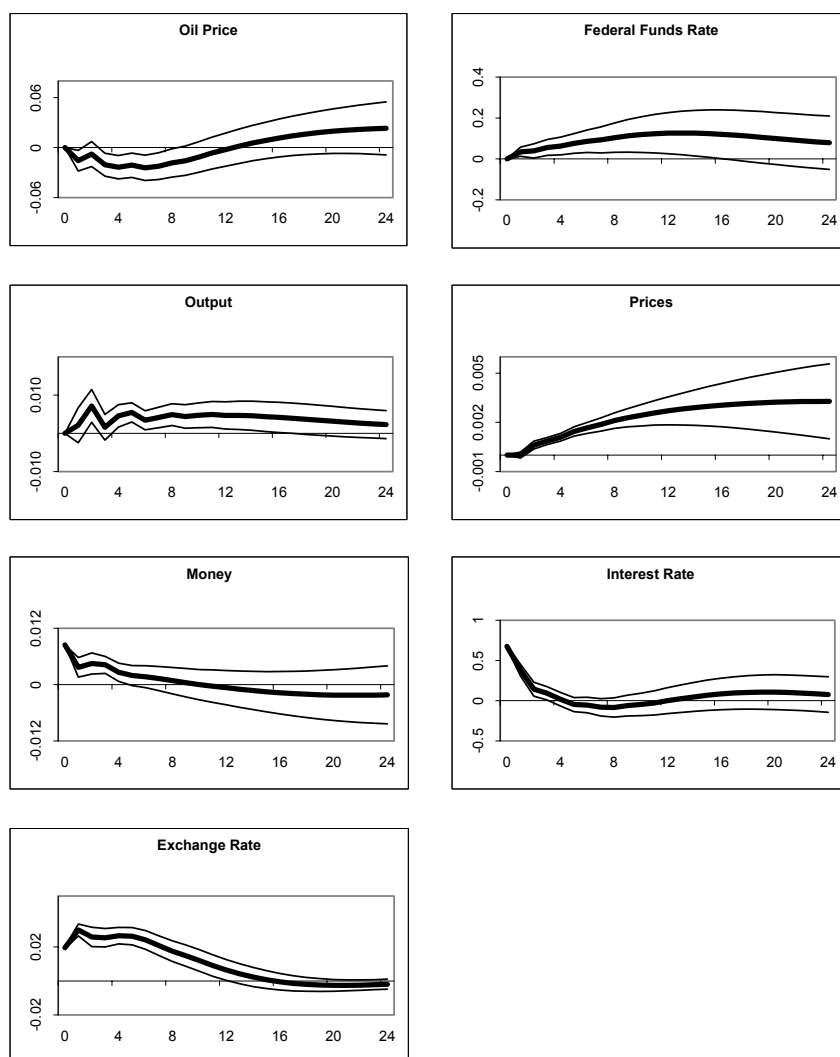 Oil Price
0.06
0
-0.06
0 4 8 12 16 20 24
Federal Funds Rate
0.4
0.2
0
-0.2
0 4 8 12 16 20 24
Output
0.010
-0.010
0 4 8 12 16 20 24
Prices
0.005
0.002
-0.001
0 4 8 12 16 20 24
Money
0.012
0
-0.012
0 4 8 12 16 20 24
Interest Rate
1
0.5
0
-0.5
0 4 8 12 16 20 24
Exchange Rate
0.02
-0.02
0 4 8 12 16 20 24